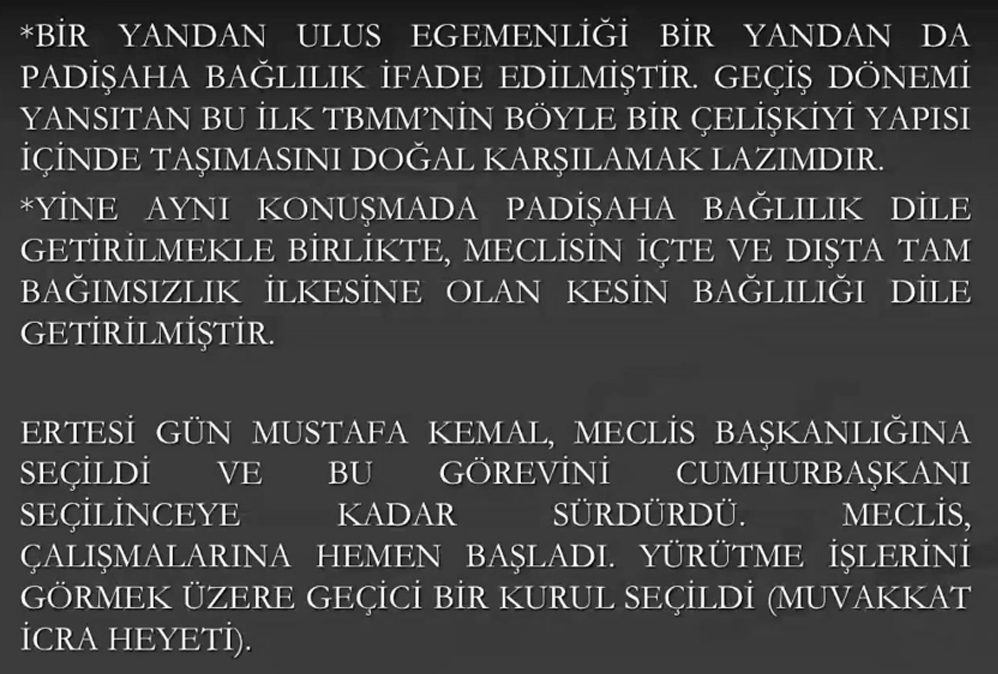 *BİR YANDAN ULUS EGEMENLİĞİ BİR YANDAN DA
PADİŞAHA BAĞLILIK İFADE EDİLMİŞTİR. GEÇİŞ DÖNEMİ
YANSITAN BU İLK TBMM’NİN BÖYLE BİR ÇELİŞKİYİ YAPISI
İÇİNDE TAŞIMASINI DOĞAL KARŞILAMAK LAZIMDIR.
*YİNE AYNI KONUŞMADA PADİŞAHA BAĞLILIK DİLE
GETİRİLMEKLE BİRLİKTE, MECLİSİN İÇTE VE DIŞTA TAM
BAĞIMSIZLIK İLKESİNE OLAN KESİN BAĞLILIĞI DİLE
GETİRİLMİŞTİR.
ERTESİ GÜN MUSTAFA KEMAL, MECLİS BAŞKANLIĞINA
SEÇİLDİ VE BU GÖREVİNİ CUMHURBAŞKANI
SEÇİLİNCEYE KADAR SÜRDÜRDÜ. MECLİS,
ÇALIŞMALARINA HEMEN BAŞLADI. YÜRÜTME İŞLERİNİ
GÖRMEK ÜZERE GEÇİCİ BİR KURUL SEÇİLDİ (MUVAKKAT
İCRA HEYETİ).